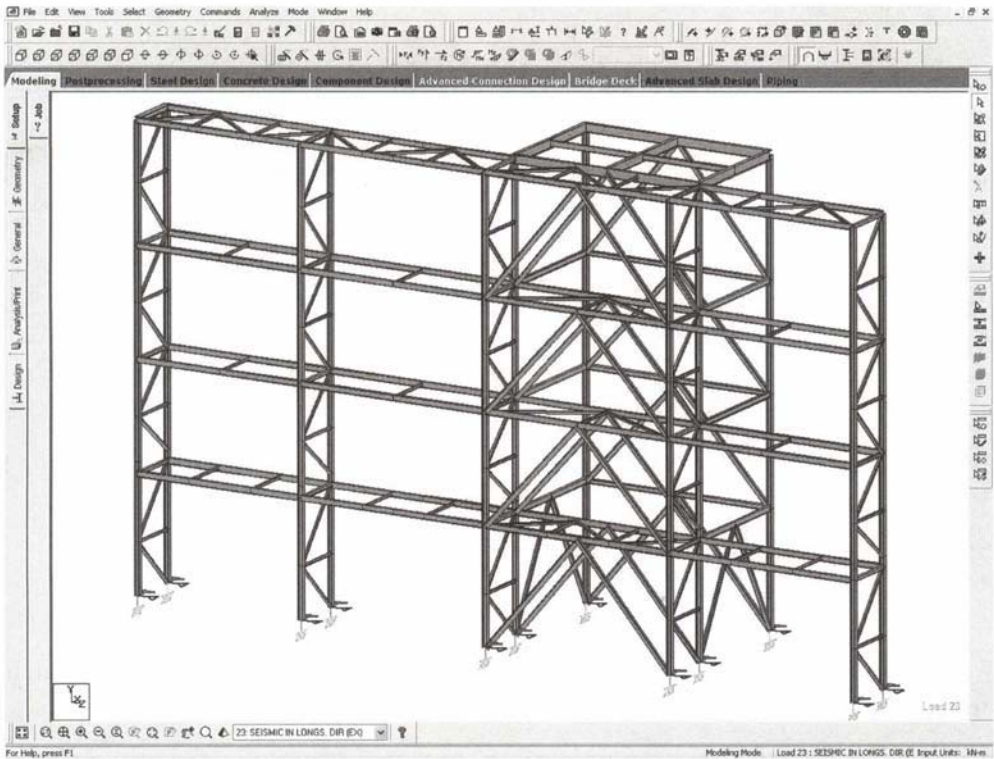 File Edit View Tools Select Geometry Commands Analyze Mode Window Help
Modeling Postprocessing Steel Design Concrete Design Component Design Advanced Connection Design Bridge Deck Advanced Slab Design Piping
Setup
Job
Geometry
General
Analysis/Print
Design
Y
X
Z
Load 23
23: SEISMIC IN LONGS. DIR (EX)
For Help, press F1
Modeling Mode Load 23 : SEISMIC IN LONGS. DIR (E Input Units: kN-m